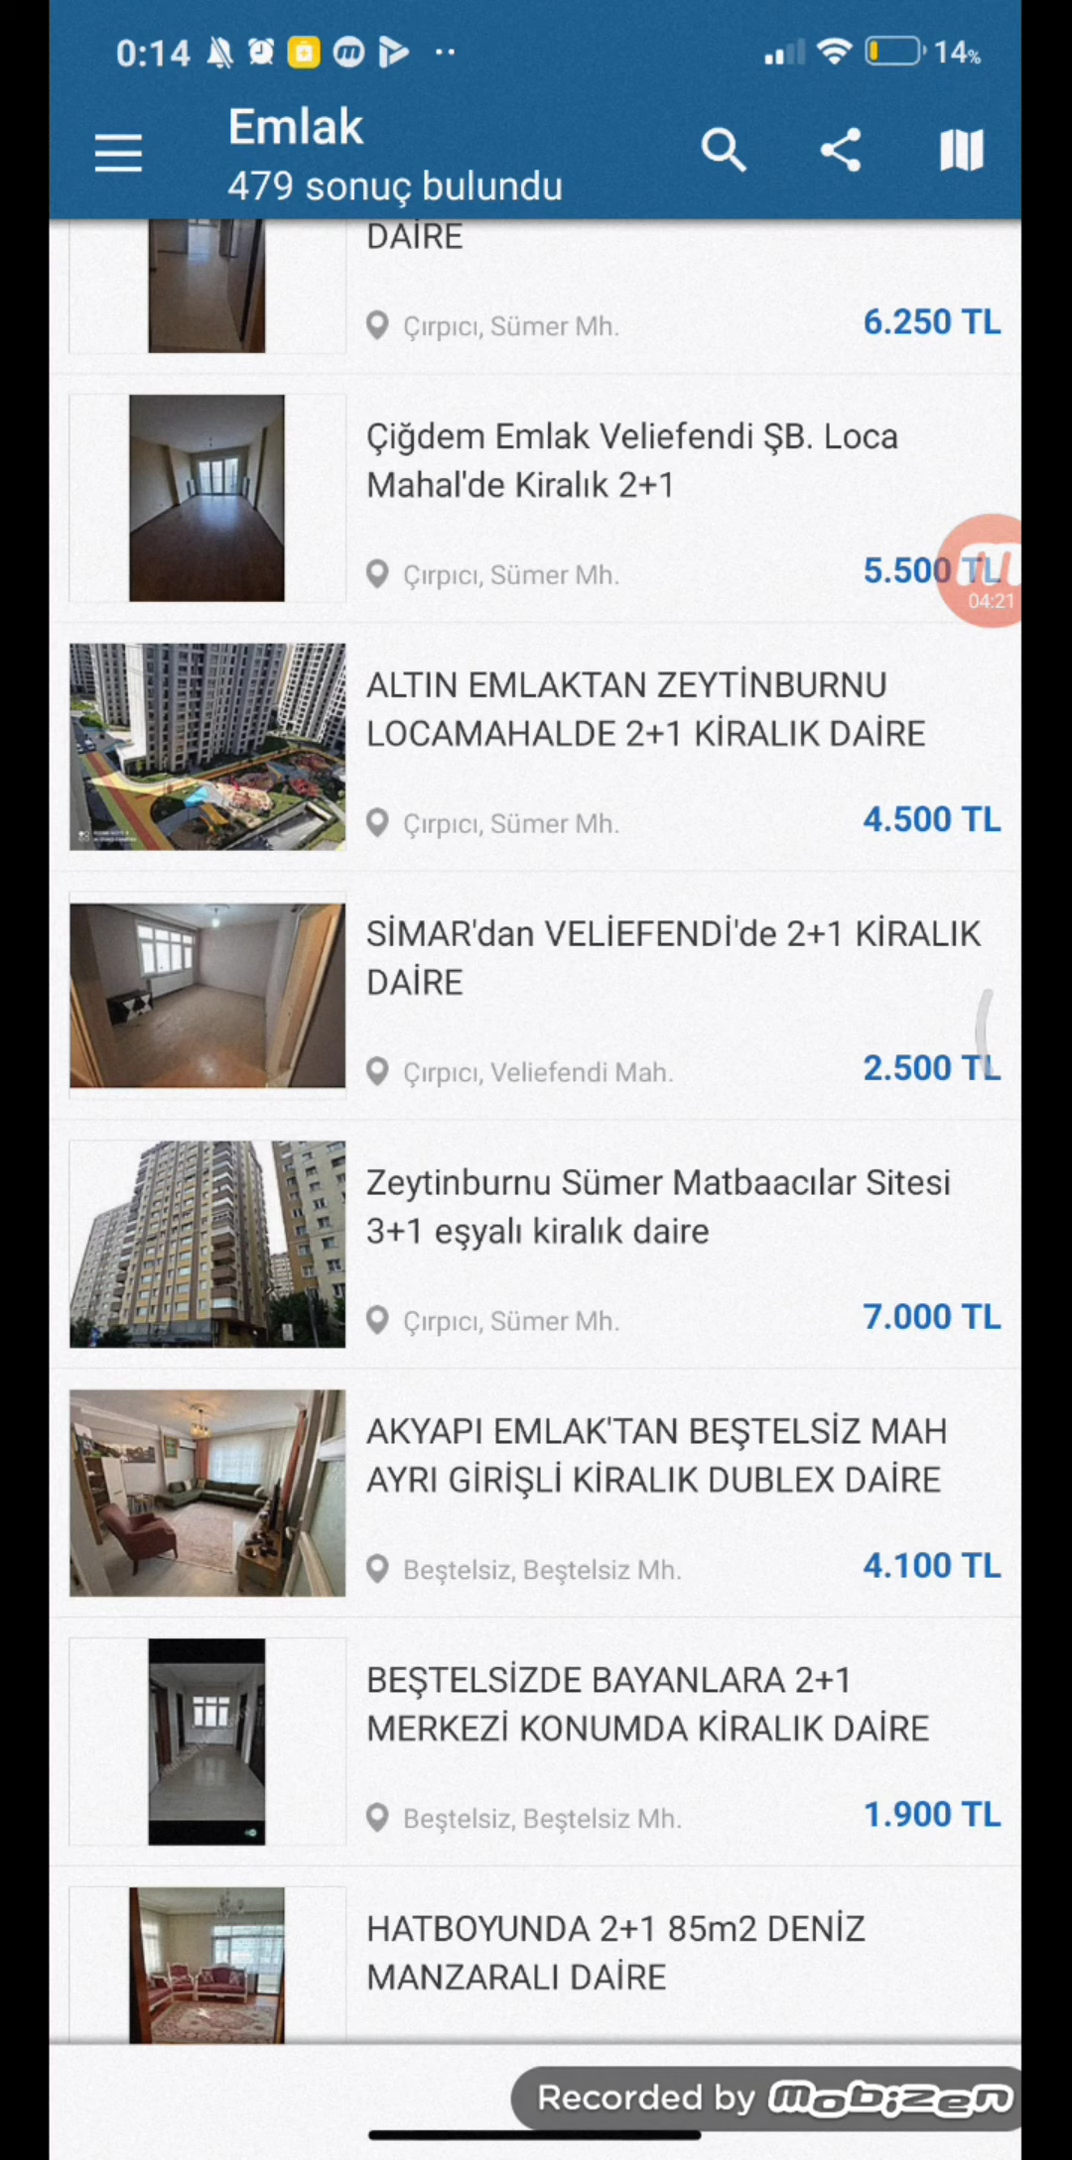 0:14
14%
Emlak
479 sonuç bulundu
DAİRE
Çırpıcı, Sümer Mh.
6.250 TL
Çiğdem Emlak Veliefendi ŞB. Loca
Mahal'de Kiralık 2+1
Çırpıcı, Sümer Mh.
5.500 TL
04:21
ALTIN EMLAKTAN ZEYTİNBURNU
LOCAMAHALDE 2+1 KİRALIK DAİRE
Çırpıcı, Sümer Mh.
4.500 TL
SİMAR'dan VELİEFENDİ'de 2+1 KİRALIK
DAİRE
Çırpıcı, Veliefendi Mah.
2.500 TL
Zeytinburnu Sümer Matbaacılar Sitesi
3+1 eşyalı kiralık daire
Çırpıcı, Sümer Mh.
7.000 TL
AKYAPI EMLAK'TAN BEŞTELSİZ MAH
AYRI GİRİŞLİ KİRALIK DUBLEX DAİRE
Beştelsiz, Beştelsiz Mh.
4.100 TL
BEŞTELSİZDE BAYANLARA 2+1
MERKEZİ KONUMDA KİRALIK DAİRE
Beştelsiz, Beştelsiz Mh.
1.900 TL
HATBOYUNDA 2+1 85m2 DENİZ
MANZARALI DAİRE
Recorded by mobizen